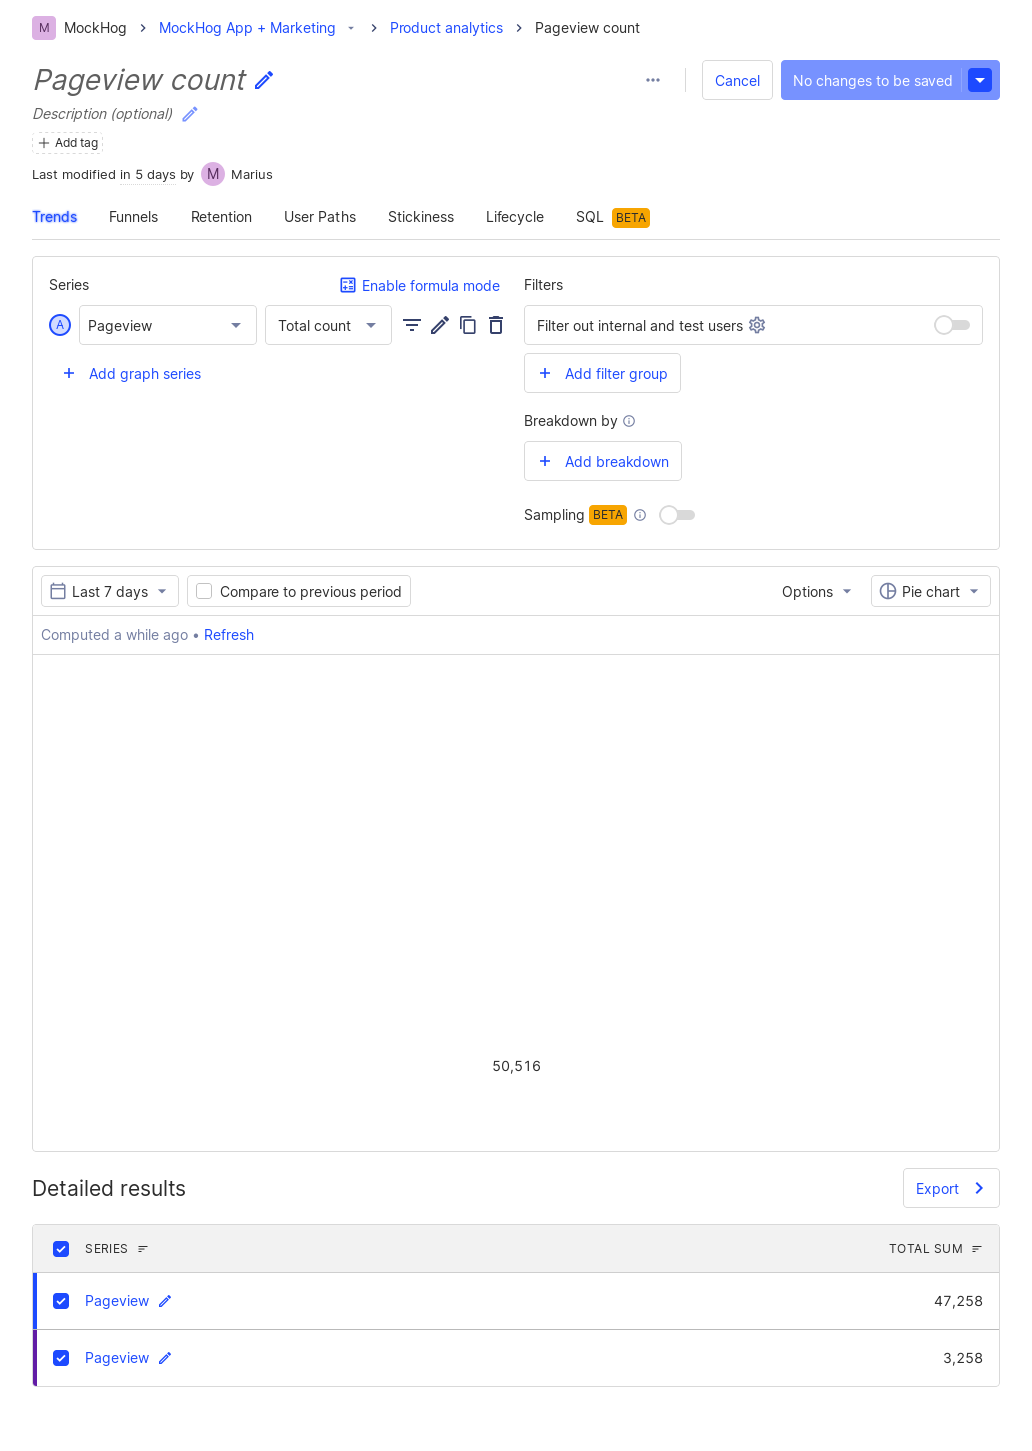 M MockHog MockHog App + Marketing Product analytics Pageview count
Pageview count
Cancel No changes to be saved
Description (optional)
Add tag
Last modified in 5 days by M Marius
Trends Funnels Retention User Paths Stickiness Lifecycle SQL BETA
Series Enable formula mode
A Pageview Total count
Add graph series
Filters
Filter out internal and test users
Add filter group
Breakdown by
Add breakdown
Sampling BETA
Last 7 days Compare to previous period Options Pie chart
Computed a while ago • Refresh
50,516
Detailed results Export
SERIES TOTAL SUM
Pageview 47,258
Pageview 3,258